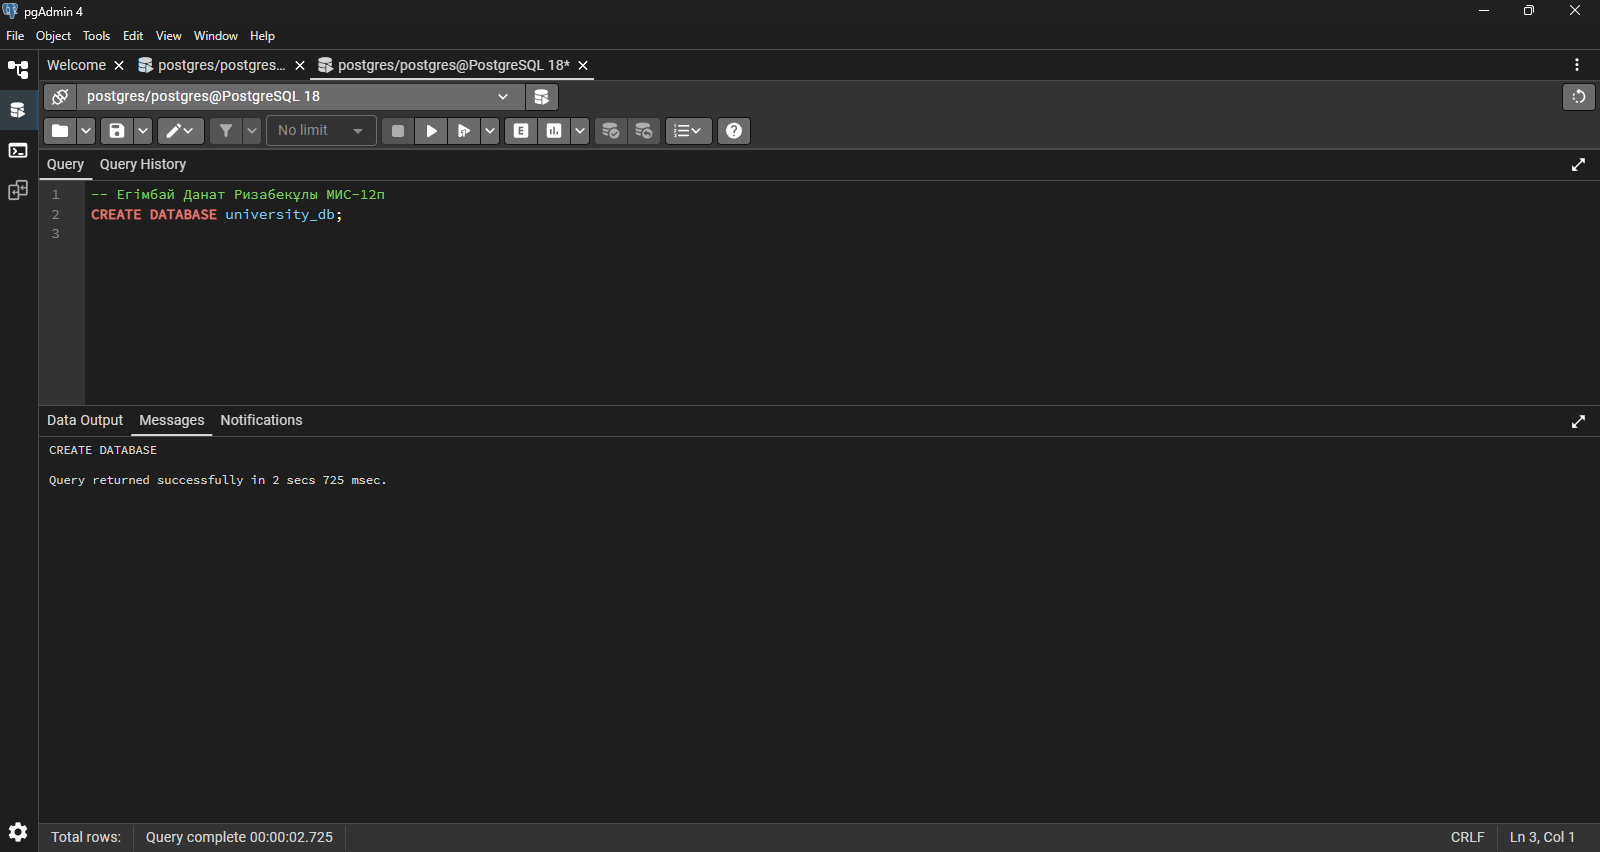 pgAdmin 4
File Object Tools Edit View Window Help
Welcome postgres/postgres... postgres/postgres@PostgreSQL 18*
postgres/postgres@PostgreSQL 18
No limit
Query Query History
1 -- Егімбай Данат Ризабекұлы МИС-12п
2 CREATE DATABASE university_db;
3
Data Output Messages Notifications
CREATE DATABASE
Query returned successfully in 2 secs 725 msec.
Total rows: Query complete 00:00:02.725 CRLF Ln 3, Col 1